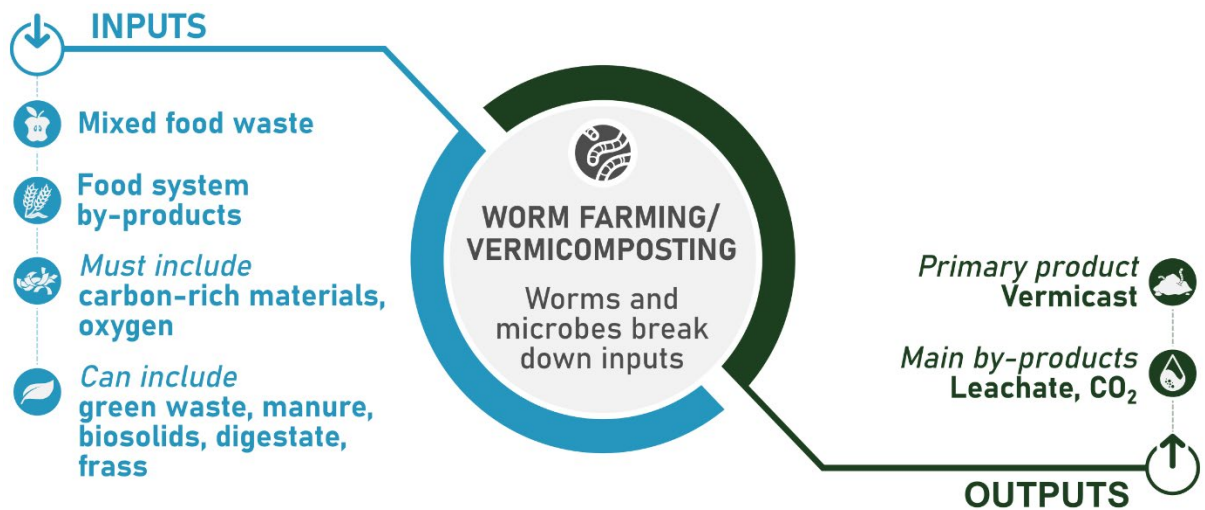 INPUTS
Mixed food waste
Food system
by-products
Must include
carbon-rich materials,
oxygen
Can include
green waste, manure,
biosolids, digestate,
frass
WORM FARMING/
VERMICOMPOSTING
Worms and
microbes break
down inputs
Primary product
Vermicast
Main by-products
Leachate, CO₂
OUTPUTS